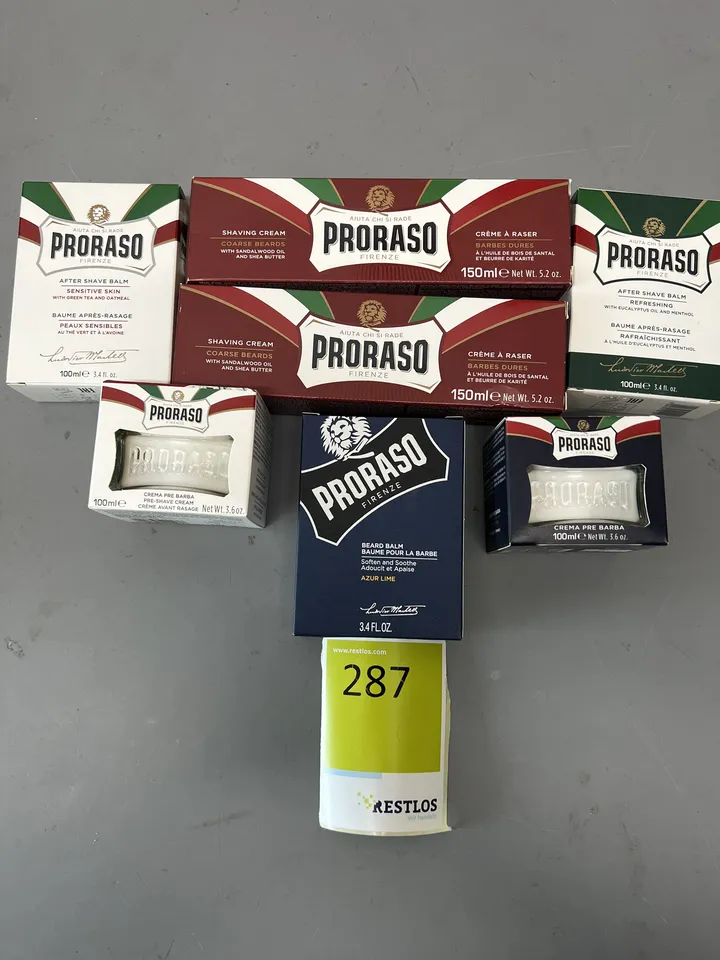 AIUTA CHI SI RADE
PRORASO
FIRENZE
AFTER SHAVE BALM
SENSITIVE SKIN
WITH GREEN TEA AND OATMEAL
BAUME APRÈS-RASAGE
PEAUX SENSIBLES
AU THÉ VERT ET À L'AVOINE
100ml e 3.4 fl. oz.
AIUTA CHI SI RADE
PRORASO
FIRENZE
SHAVING CREAM
COARSE BEARDS
WITH SANDALWOOD OIL
AND SHEA BUTTER
CRÈME À RASER
BARBES DURES
À L'HUILE DE BOIS DE SANTAL
ET BEURRE DE KARITÉ
150ml e Net Wt. 5.2 oz.
AIUTA CHI SI RADE
PRORASO
FIRENZE
SHAVING CREAM
COARSE BEARDS
WITH SANDALWOOD OIL
AND SHEA BUTTER
CRÈME À RASER
BARBES DURES
À L'HUILE DE BOIS DE SANTAL
ET BEURRE DE KARITÉ
150ml e Net Wt. 5.2 oz.
AIUTA CHI SI RADE
PRORASO
FIRENZE
AFTER SHAVE BALM
REFRESHING
WITH EUCALYPTUS OIL AND MENTHOL
BAUME APRÈS-RASAGE
RAFRAÎCHISSANT
À L'HUILE D'EUCALYPTUS ET MENTHOL
100ml e 3.4 fl. oz.
PRORASO
FIRENZE
PRORASO
CREMA PRE BARBA
PRE-SHAVE CREAM
CRÈME AVANT RASAGE
100ml e
Net Wt. 3.6 oz.
PRORASO
FIRENZE
BEARD BALM
BAUME POUR LA BARBE
Soften and Soothe
Adoucit et Apaise
AZUR LIME
3.4 FL.OZ.
PRORASO
FIRENZE
PRORASO
CREMA PRE BARBA
100ml e Net Wt. 3.6 oz.
www.restlos.com
287
RESTLOS